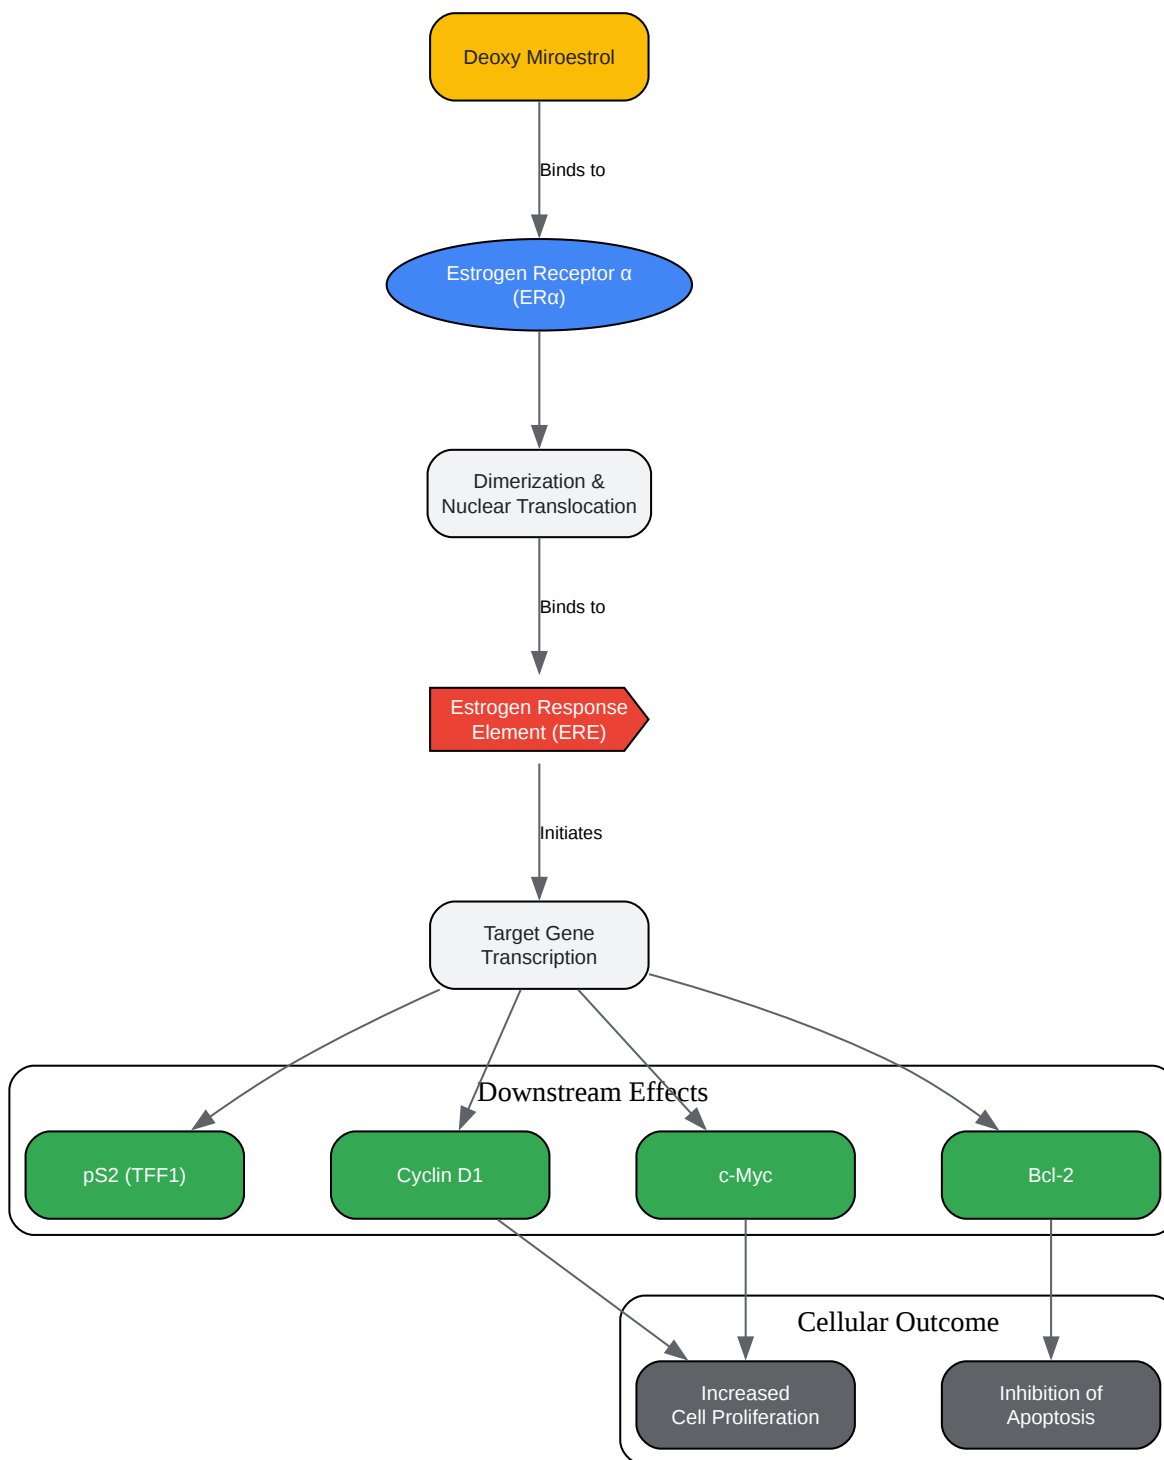 Deoxy Miroestrol
Binds to
Estrogen Receptor α
(ERα)
Dimerization &
Nuclear Translocation
Binds to
Estrogen Response
Element (ERE)
Initiates
Target Gene
Transcription
Downstream Effects
pS2 (TFF1)
Cyclin D1
c-Myc
Bcl-2
Cellular Outcome
Increased
Cell Proliferation
Inhibition of
Apoptosis